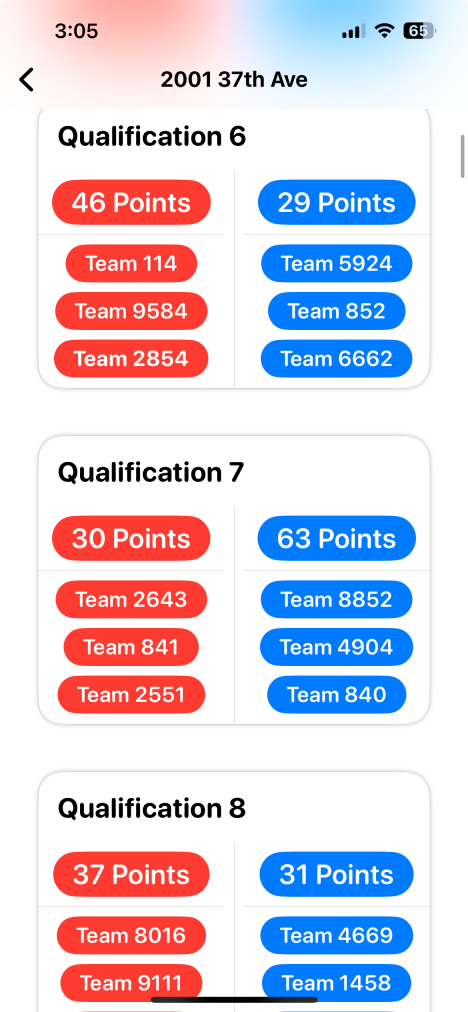 3:05
65
2001 37th Ave
Qualification 6
46 Points
29 Points
Team 114
Team 5924
Team 9584
Team 852
Team 2854
Team 6662
Qualification 7
30 Points
63 Points
Team 2643
Team 8852
Team 841
Team 4904
Team 2551
Team 840
Qualification 8
37 Points
31 Points
Team 8016
Team 4669
Team 9111
Team 1458